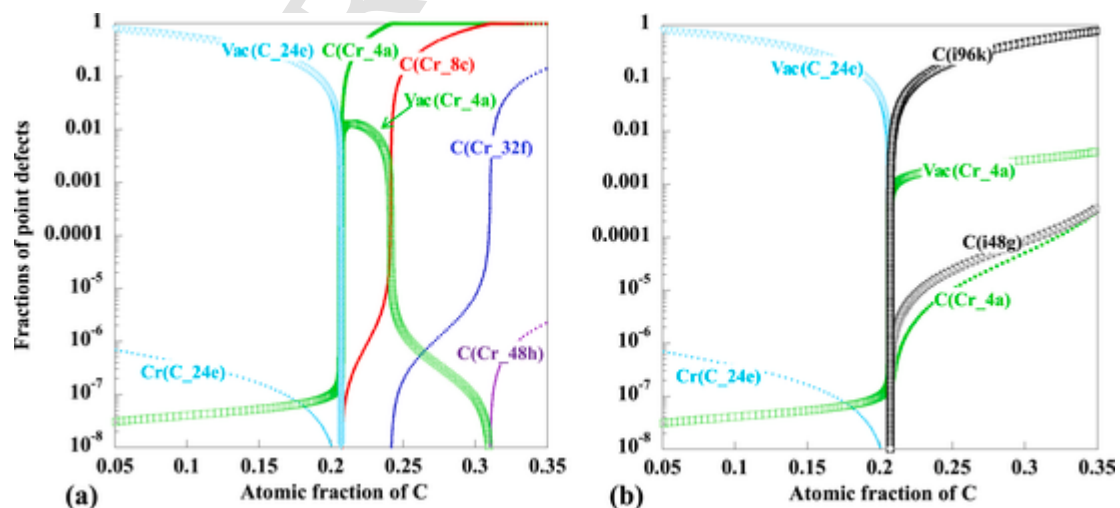 Fractions of point defects
1
0.1
0.01
0.001
0.0001
10-5
10-6
10-7
10-8
Vac(C_24e)
C(Cr_4a)
C(Cr_8c)
Vac(Cr_4a)
C(Cr_32f)
C(Cr_48h)
Cr(C_24e)
0.05 0.1 0.15 0.2 0.25 0.3 0.35
(a) Atomic fraction of C
1
0.1
0.01
0.001
0.0001
10-5
10-6
10-7
10-8
Vac(C_24e)
C(i96k)
Vac(Cr_4a)
C(i48g)
C(Cr_4a)
Cr(C_24e)
0.05 0.1 0.15 0.2 0.25 0.3 0.35
(b) Atomic fraction of C